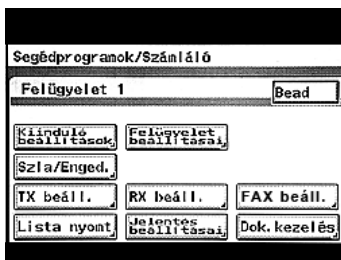 Segédprogramok/Számláló
Felügyelet 1
Bead
Kiinduló
beállítások
Felügyelet
beállításai
Szla/Enged.
TX beáll.
RX beáll.
FAX beáll.
Lista nyomt
Jelentés
beállításai
Dok. kezelés